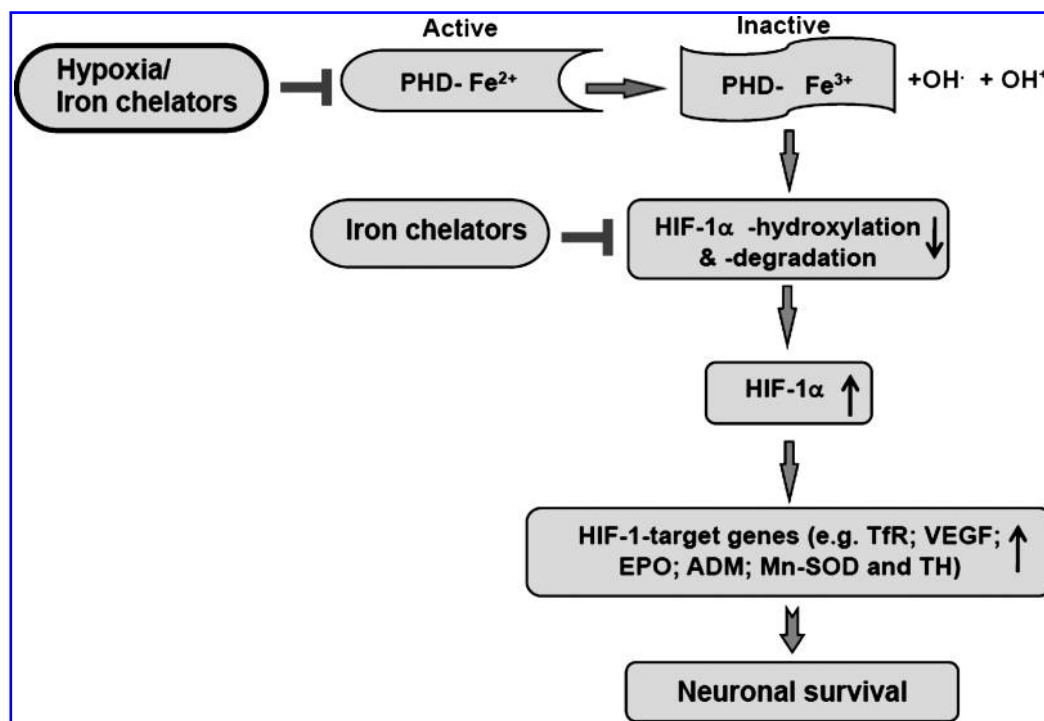 Active
Inactive
Hypoxia/
Iron chelators
PHD- Fe²⁺
PHD- Fe³⁺
+OH· + OH⁺
Iron chelators
HIF-1α -hydroxylation
& -degradation
HIF-1α
HIF-1-target genes (e.g. TfR; VEGF;
EPO; ADM; Mn-SOD and TH)
Neuronal survival